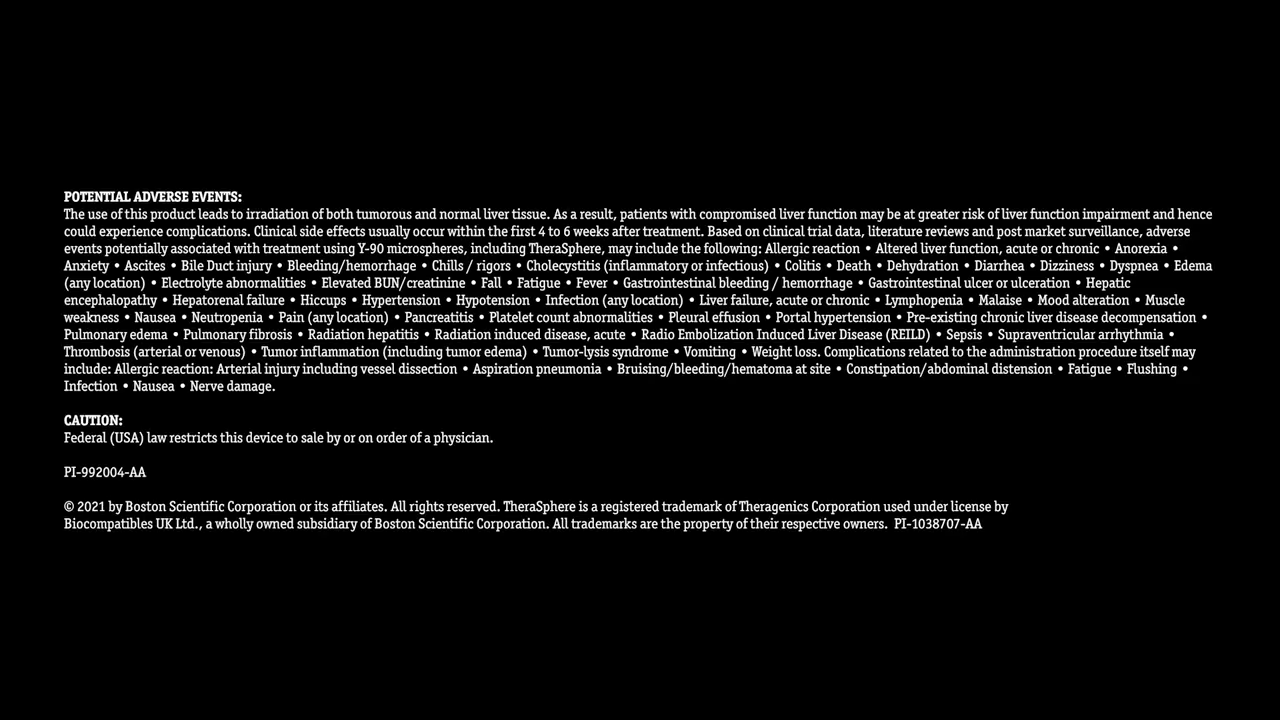 POTENTIAL ADVERSE EVENTS:
The use of this product leads to irradiation of both tumorous and normal liver tissue. As a result, patients with compromised liver function may be at greater risk of liver function impairment and hence
could experience complications. Clinical side effects usually occur within the first 4 to 6 weeks after treatment. Based on clinical trial data, literature reviews and post market surveillance, adverse
events potentially associated with treatment using Y-90 microspheres, including TheraSphere, may include the following: Allergic reaction • Altered liver function, acute or chronic • Anorexia •
Anxiety • Ascites • Bile Duct injury • Bleeding/hemorrhage • Chills / rigors • Cholecystitis (inflammatory or infectious) • Colitis • Death • Dehydration • Diarrhea • Dizziness • Dyspnea • Edema
(any location) • Electrolyte abnormalities • Elevated BUN/creatinine • Fall • Fatigue • Fever • Gastrointestinal bleeding / hemorrhage • Gastrointestinal ulcer or ulceration • Hepatic
encephalopathy • Hepatorenal failure • Hiccups • Hypertension • Hypotension • Infection (any location) • Liver failure, acute or chronic • Lymphopenia • Malaise • Mood alteration • Muscle
weakness • Nausea • Neutropenia • Pain (any location) • Pancreatitis • Platelet count abnormalities • Pleural effusion • Portal hypertension • Pre-existing chronic liver disease decompensation •
Pulmonary edema • Pulmonary fibrosis • Radiation hepatitis • Radiation induced disease, acute • Radio Embolization Induced Liver Disease (REILD) • Sepsis • Supraventricular arrhythmia •
Thrombosis (arterial or venous) • Tumor inflammation (including tumor edema) • Tumor-lysis syndrome • Vomiting • Weight loss. Complications related to the administration procedure itself may
include: Allergic reaction: Arterial injury including vessel dissection • Aspiration pneumonia • Bruising/bleeding/hematoma at site • Constipation/abdominal distension • Fatigue • Flushing •
Infection • Nausea • Nerve damage.
CAUTION:
Federal (USA) law restricts this device to sale by or on order of a physician.
PI-992004-AA
© 2021 by Boston Scientific Corporation or its affiliates. All rights reserved. TheraSphere is a registered trademark of Theragenics Corporation used under license by
Biocompatibles UK Ltd., a wholly owned subsidiary of Boston Scientific Corporation. All trademarks are the property of their respective owners. PI-1038707-AA